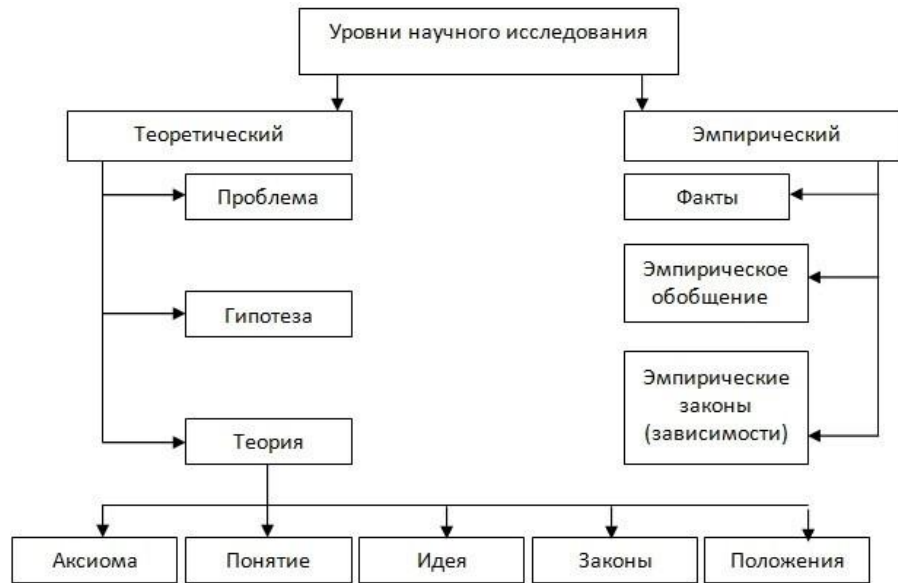 Уровни научного исследования
Теоретический
Эмпирический
Проблема
Факты
Эмпирическое
обобщение
Гипотеза
Эмпирические
законы
(зависимости)
Теория
Аксиома
Понятие
Идея
Законы
Положения